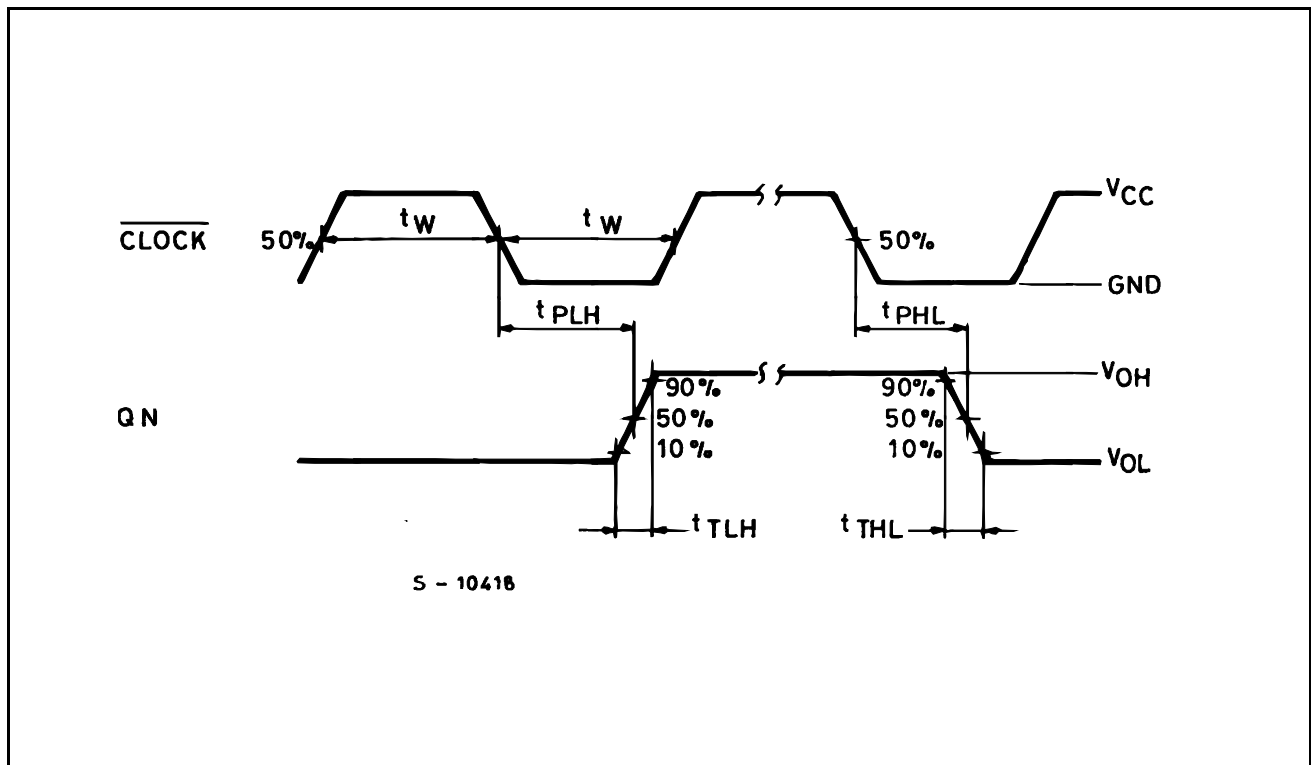 VCC
tW tW
CLOCK 50% 50%
GND
tPLH tPHL
VOH
90% 90%
QN 50% 50%
10% 10%
VOL
tTLH tTHL
S - 10418